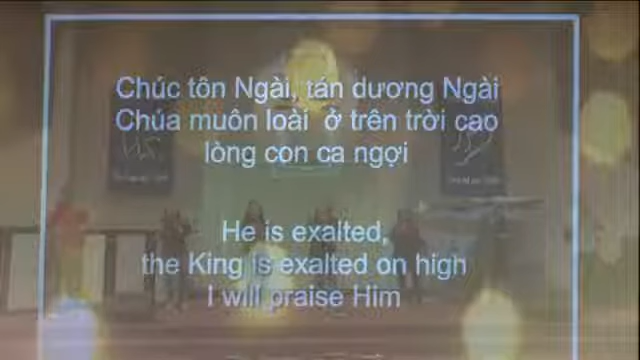 Chúc tôn Ngài, tán dương Ngài
Chúa muôn loài ở trên trời cao
lòng con ca ngợi
He is exalted,
the King is exalted on high
I will praise Him